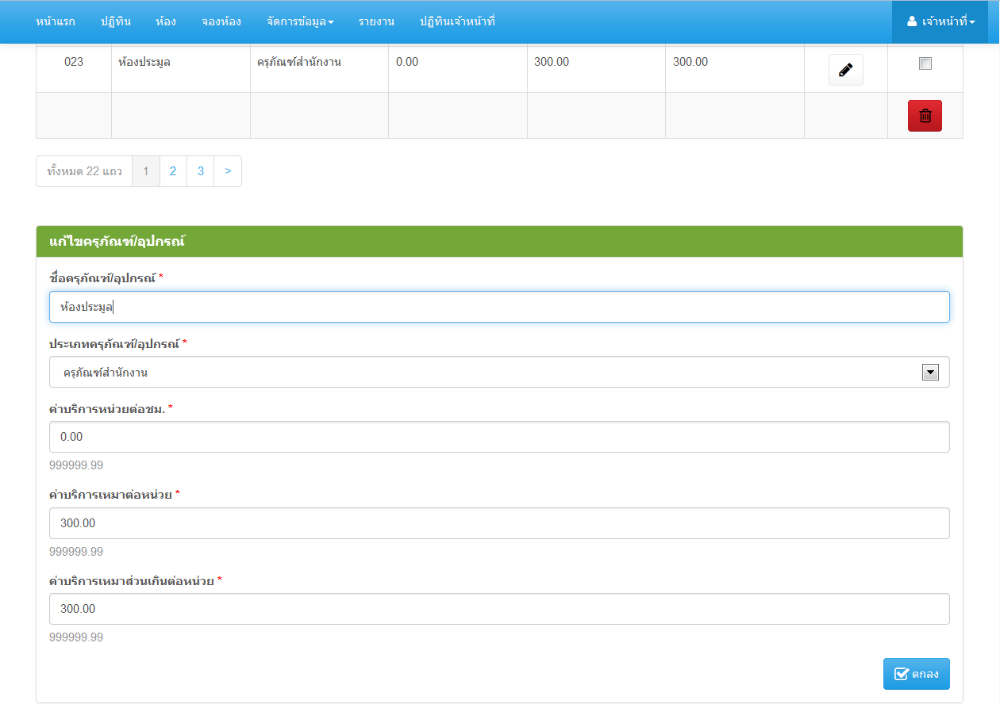 หน้าแรก ปฏิทิน ห้อง จองห้อง จัดการข้อมูล รายงาน ปฏิทินเจ้าหน้าที่ เจ้าหน้าที่
023 ห้องประมูล ครุภัณฑ์สำนักงาน 0.00 300.00 300.00
ทั้งหมด 22 แถว 1 2 3 >
แก้ไขครุภัณฑ์/อุปกรณ์
ชื่อครุภัณฑ์/อุปกรณ์ *
ห้องประมูล
ประเภทครุภัณฑ์/อุปกรณ์ *
ครุภัณฑ์สำนักงาน
ค่าบริการหน่วยต่อชม. *
0.00
999999.99
ค่าบริการเหมาต่อหน่วย *
300.00
999999.99
ค่าบริการเหมาส่วนเกินต่อหน่วย *
300.00
999999.99
ตกลง